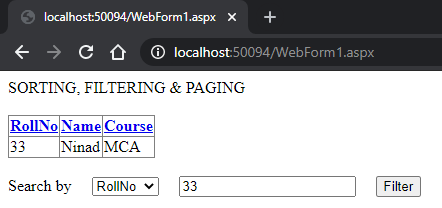 localhost:50094/WebForm1.aspx
localhost:50094/WebForm1.aspx
SORTING, FILTERING & PAGING
RollNo Name Course
33 Ninad MCA
Search by RollNo 33 Filter